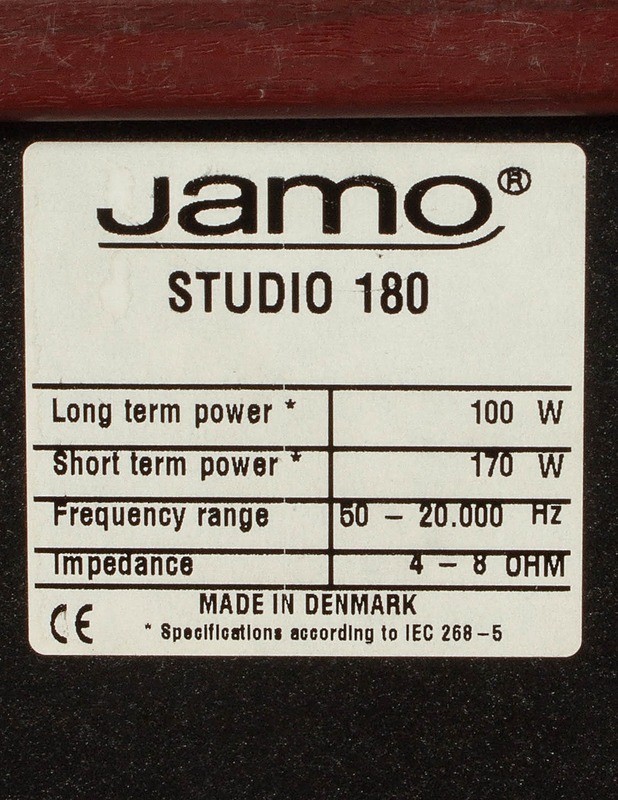 Jamo®
STUDIO 180
Long term power * 100 W
Short term power * 170 W
Frequency range 50 – 20.000 Hz
Impedance 4 – 8 OHM
MADE IN DENMARK
CE * Specifications according to IEC 268–5